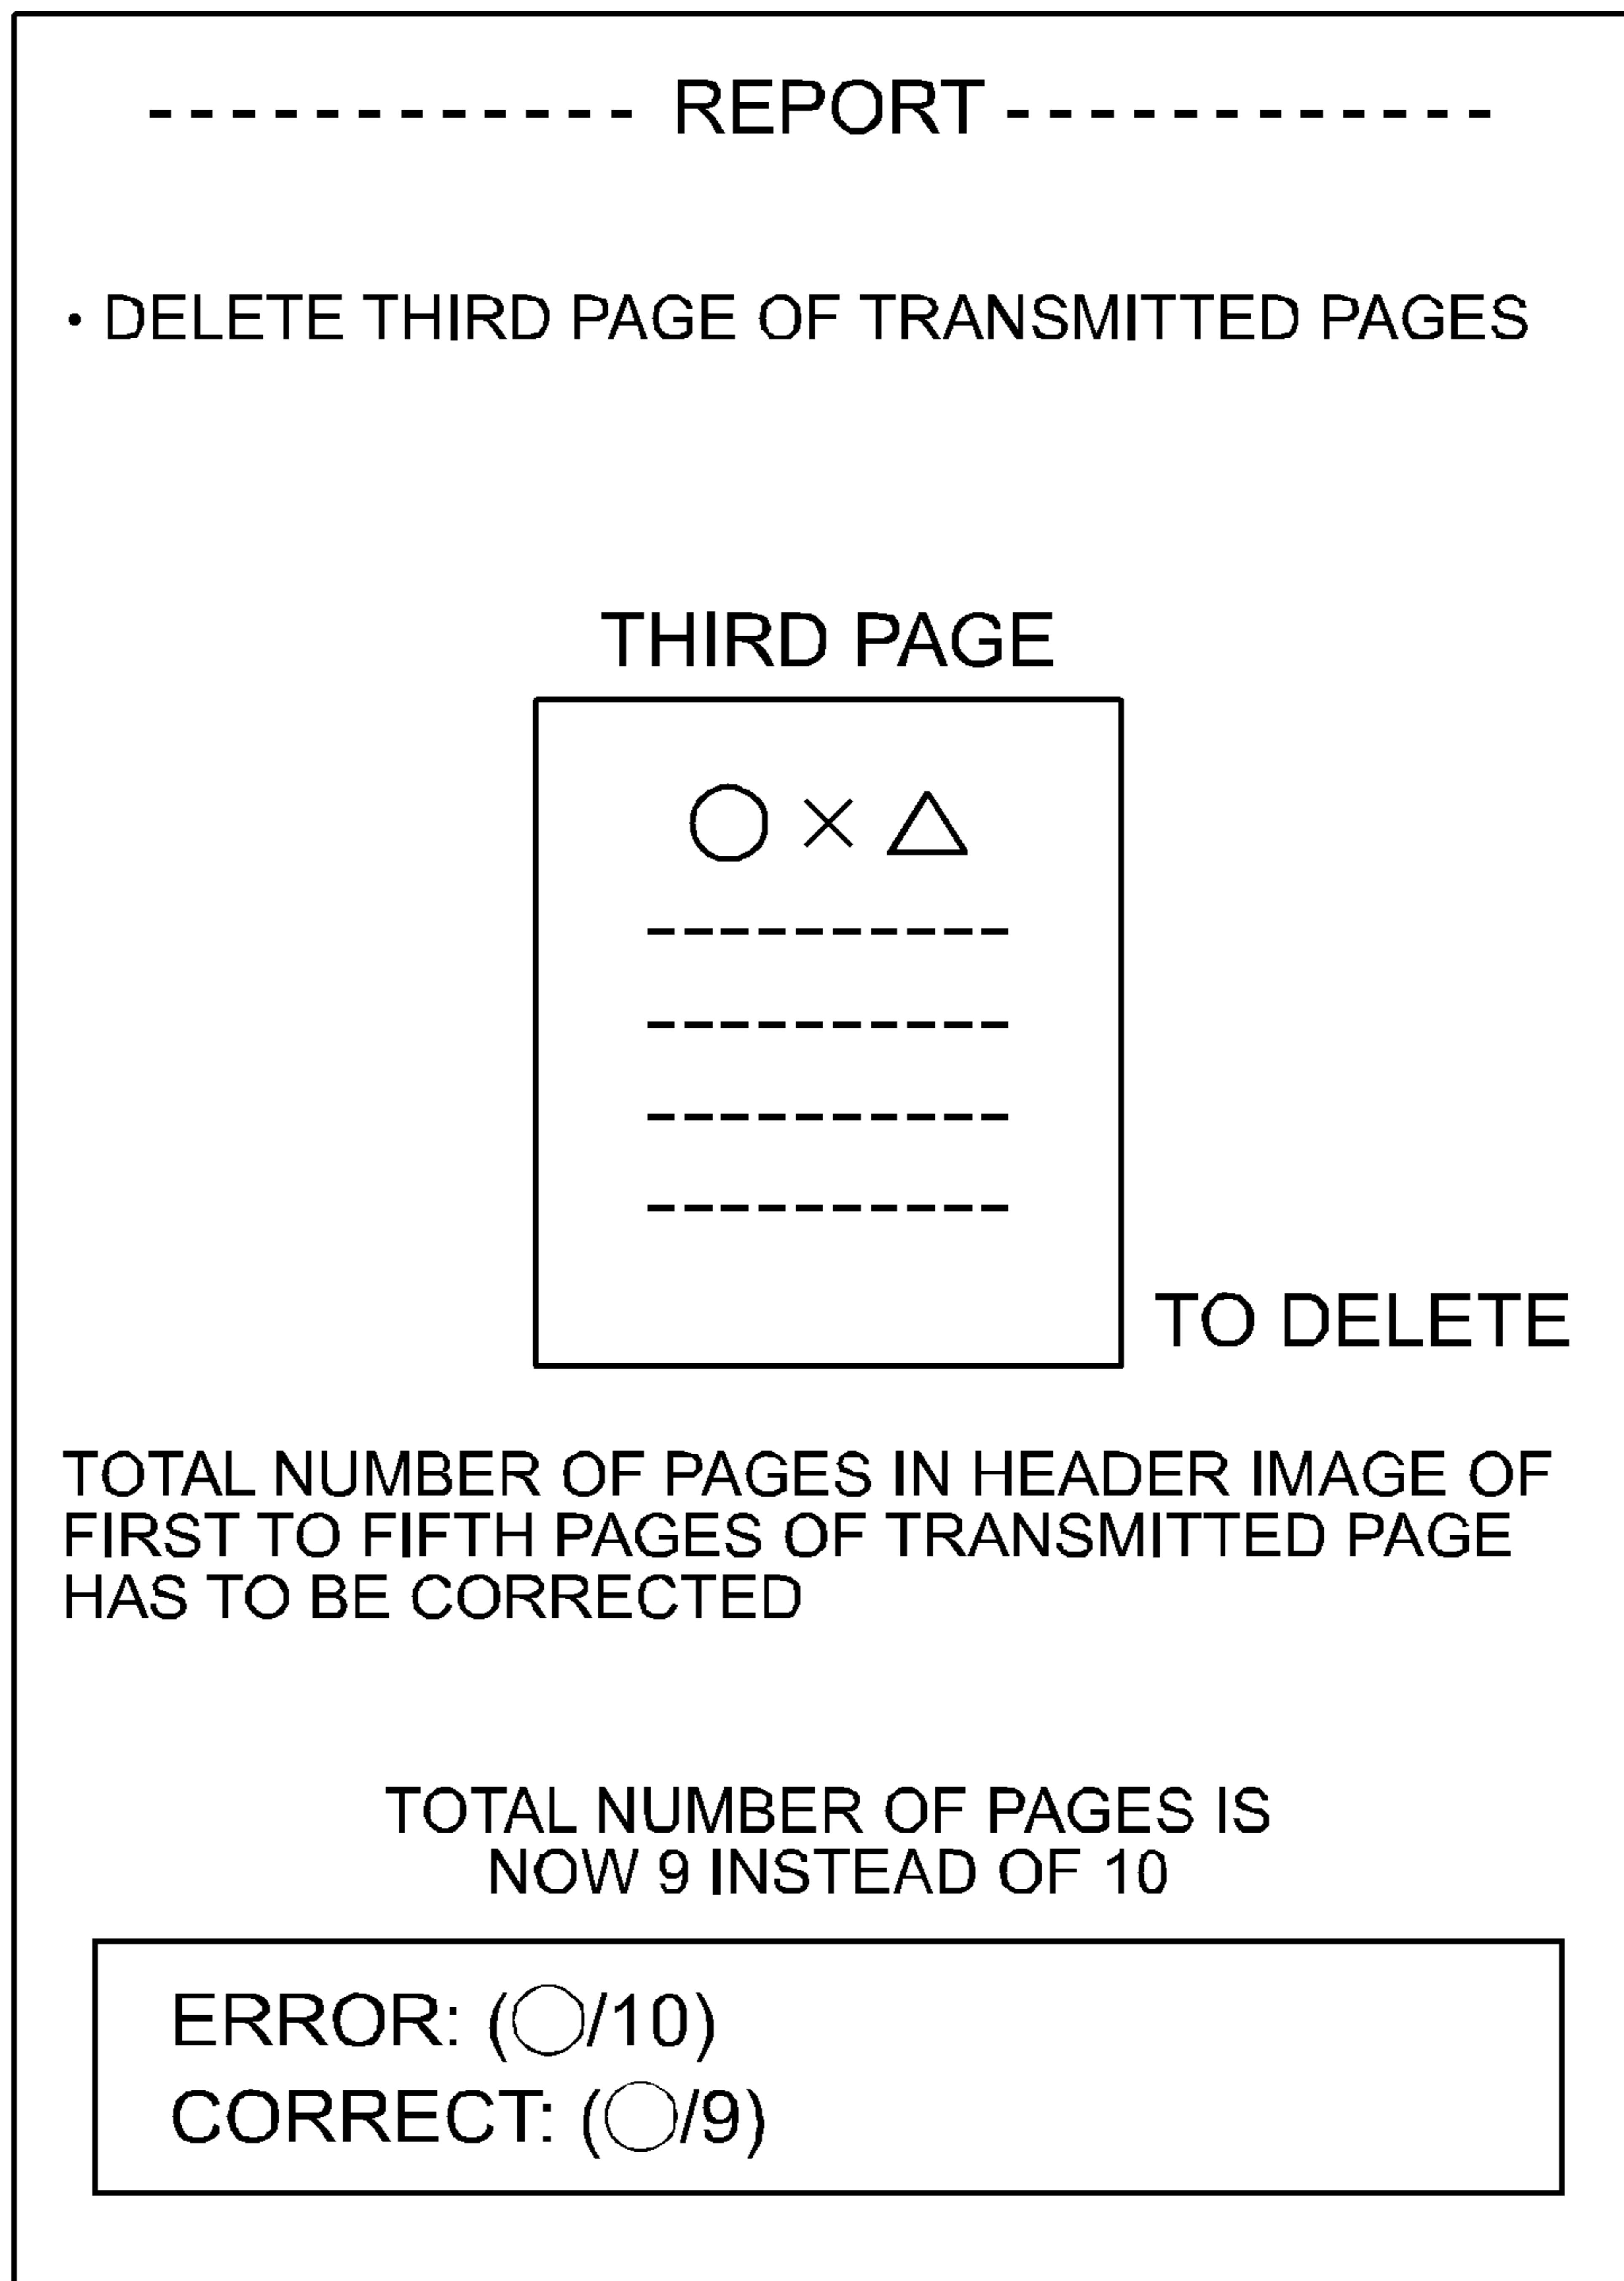 - - - - - - - - - - - - REPORT - - - - - - - - - - - -
• DELETE THIRD PAGE OF TRANSMITTED PAGES
THIRD PAGE
○ × △
TO DELETE
TOTAL NUMBER OF PAGES IN HEADER IMAGE OF
FIRST TO FIFTH PAGES OF TRANSMITTED PAGE
HAS TO BE CORRECTED
TOTAL NUMBER OF PAGES IS
NOW 9 INSTEAD OF 10
ERROR: (○/10)
CORRECT: (○/9)